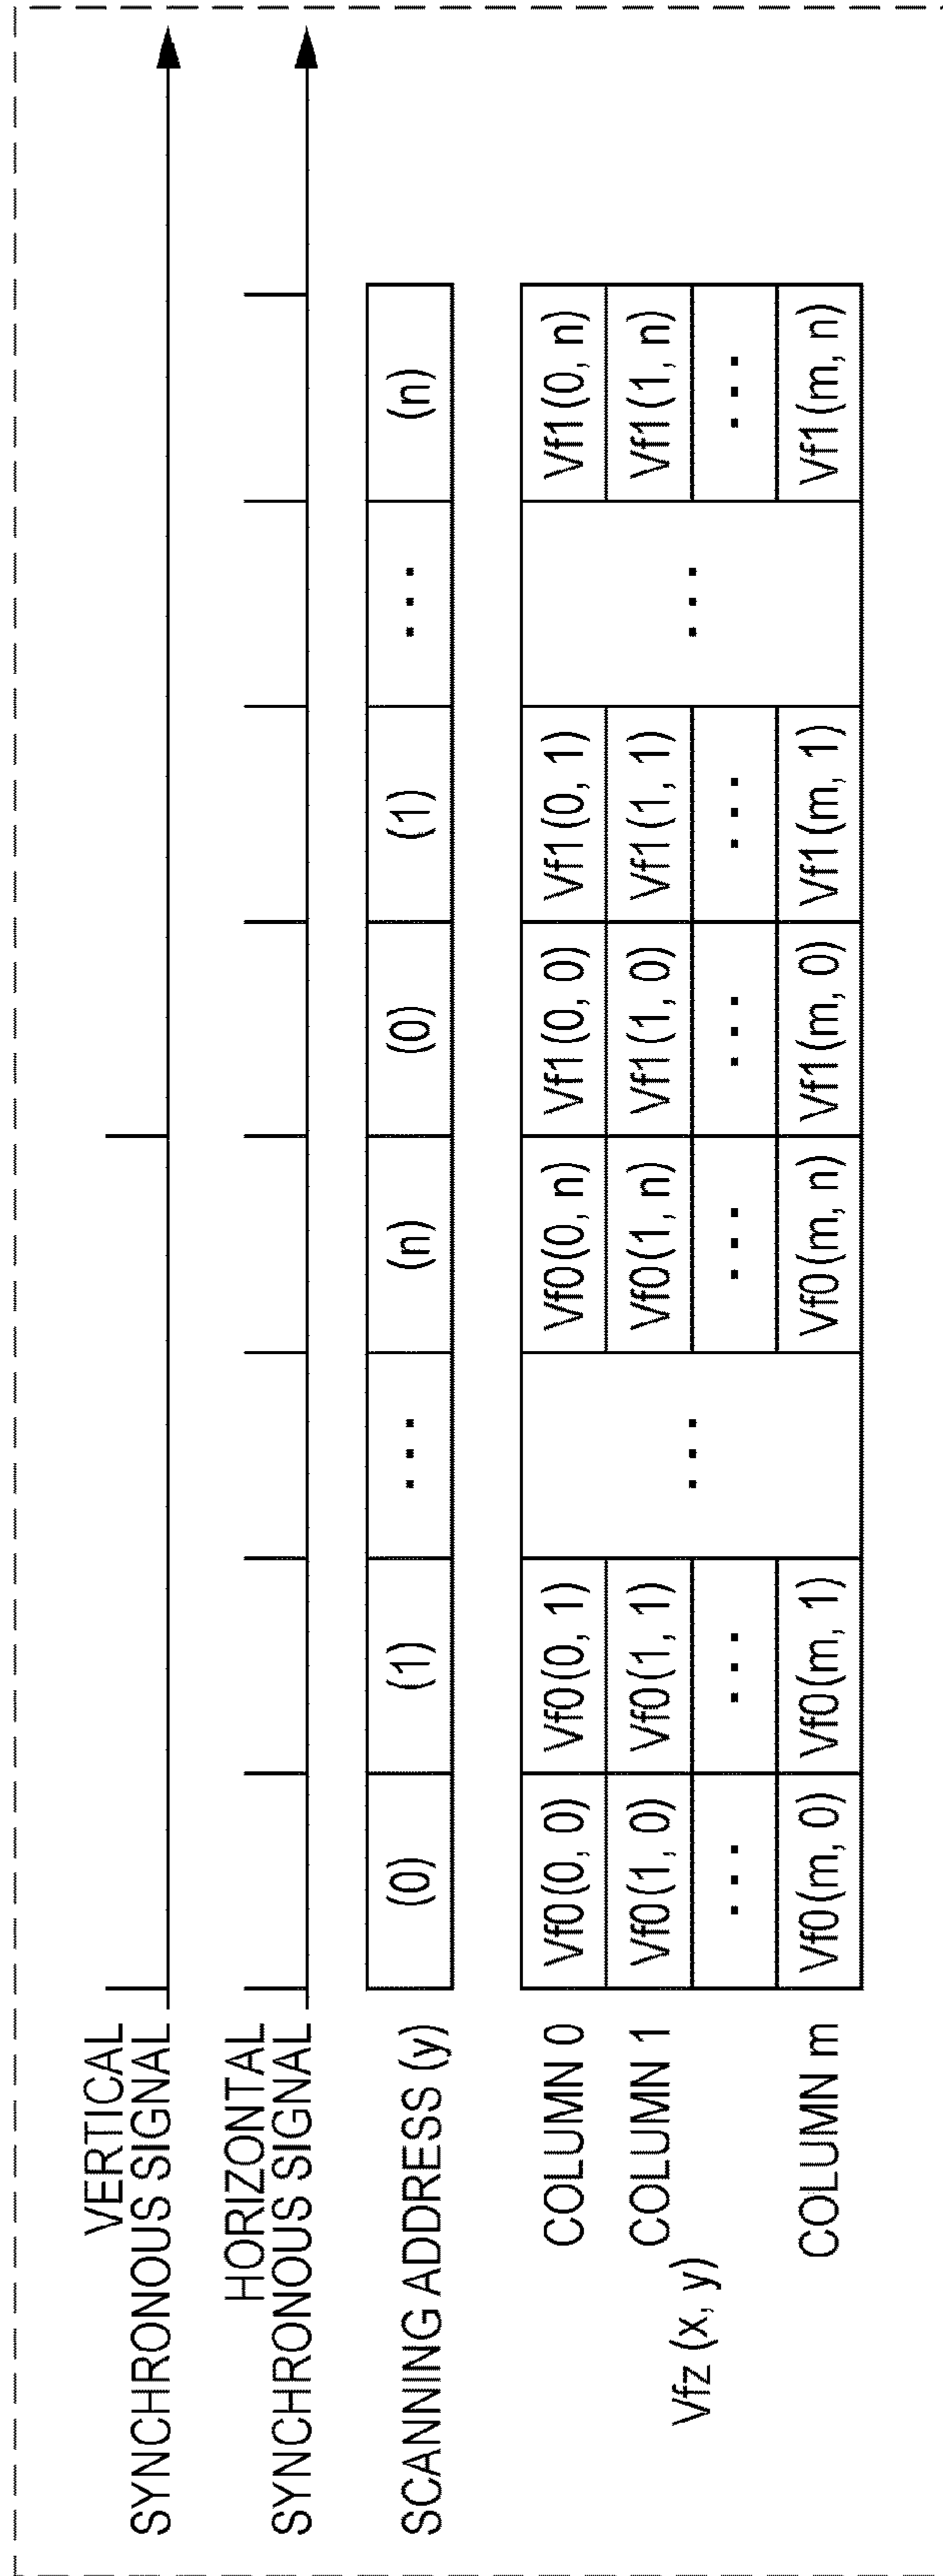 VERTICAL
SYNCHRONOUS SIGNAL
HORIZONTAL
SYNCHRONOUS SIGNAL
SCANNING ADDRESS (y) (0) (1) ... (n) (0) (1) ... (n)
COLUMN 0 Vf0(0, 0) Vf0(0, 1) ... Vf0(0, n) Vf1(0, 0) Vf1(0, 1) ... Vf1(0, n)
COLUMN 1 Vf0(1, 0) Vf0(1, 1) Vf0(1, n) Vf1(1, 0) Vf1(1, 1) Vf1(1, n)
Vfz (x, y) ... ... ... ... ... ...
COLUMN m Vf0(m, 0) Vf0(m, 1) Vf0(m, n) Vf1(m, 0) Vf1(m, 1) Vf1(m, n)